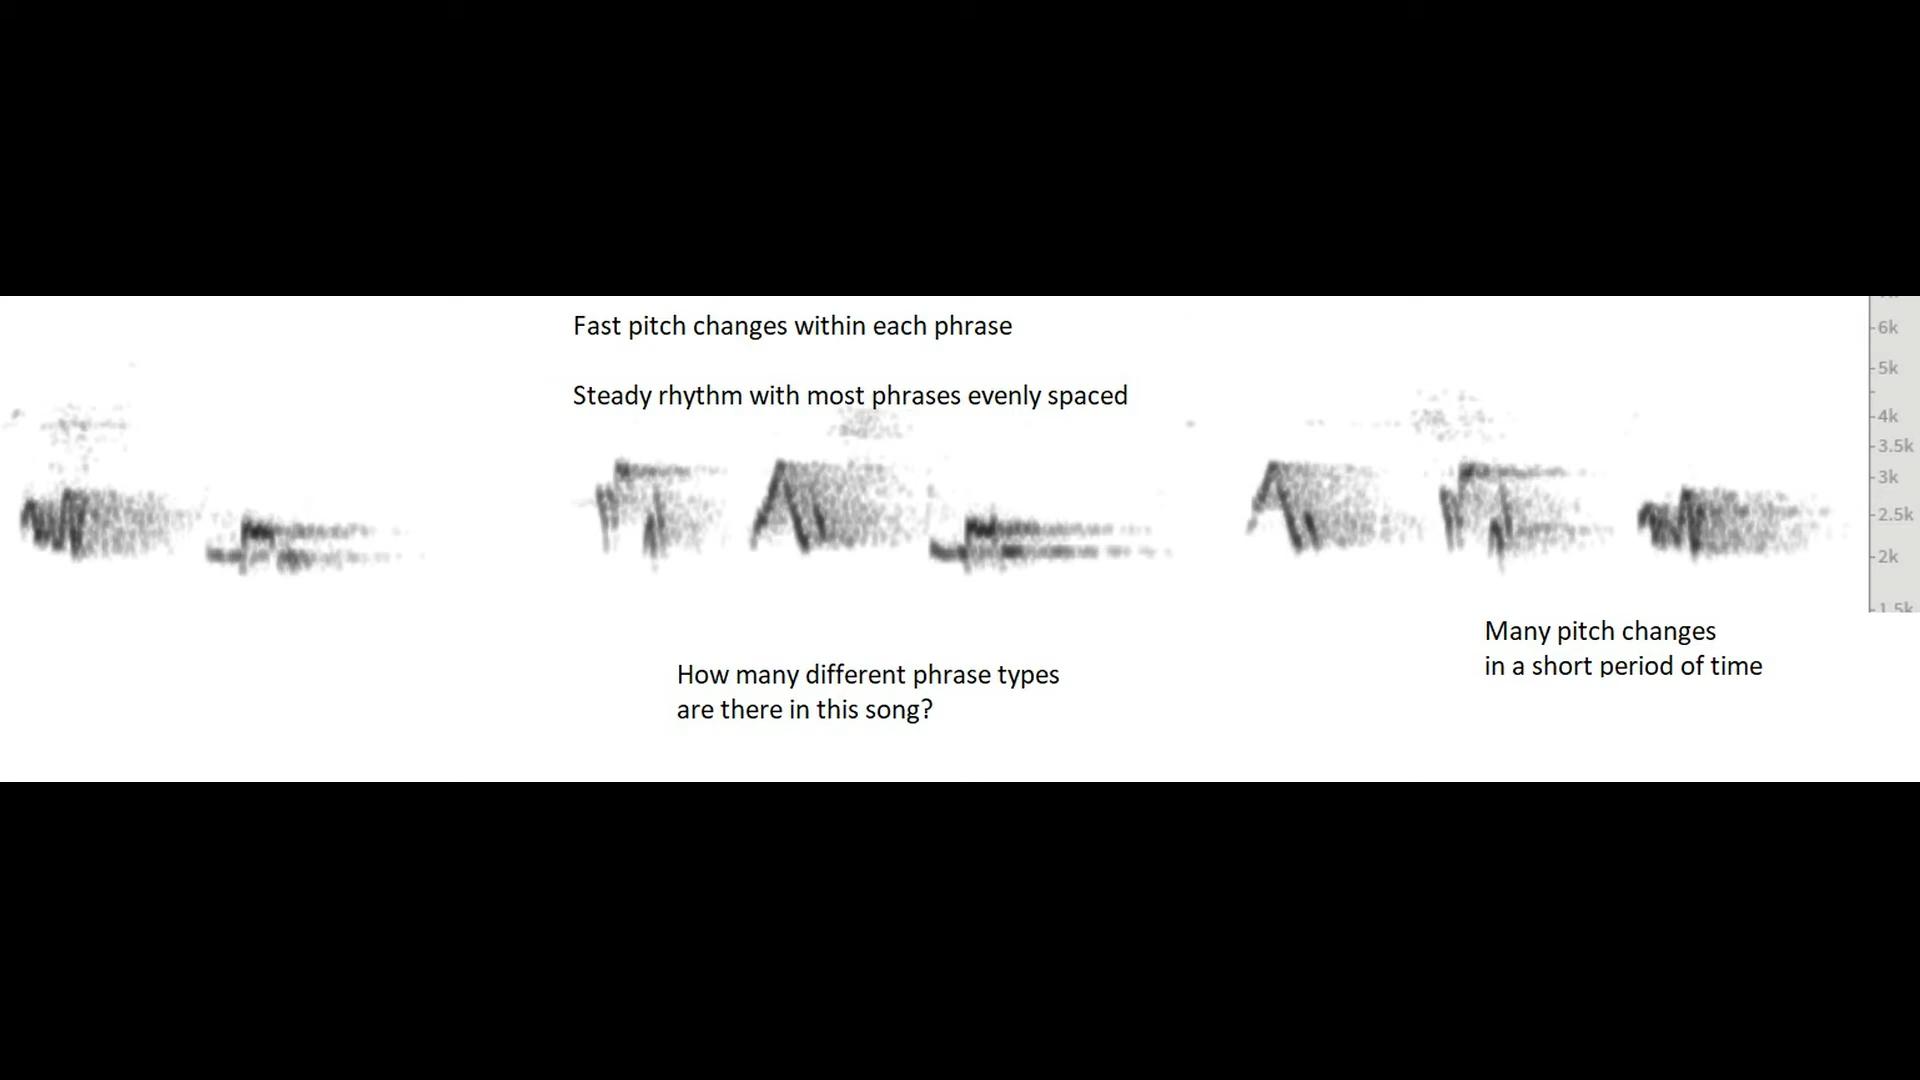 Fast pitch changes within each phrase
Steady rhythm with most phrases evenly spaced
6k
5k
4k
3.5k
3k
2.5k
2k
1.5k
How many different phrase types
are there in this song?
Many pitch changes
in a short period of time